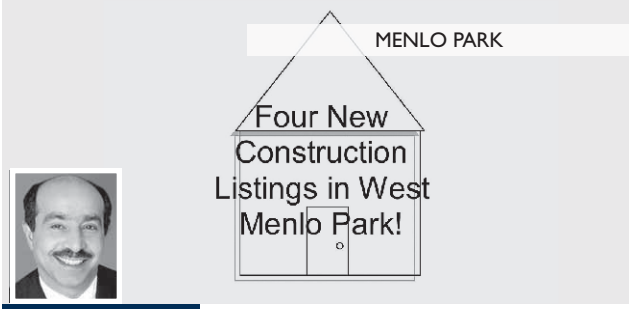 MENLO PARK
Four New
Construction
Listings in West
Menlo Park!